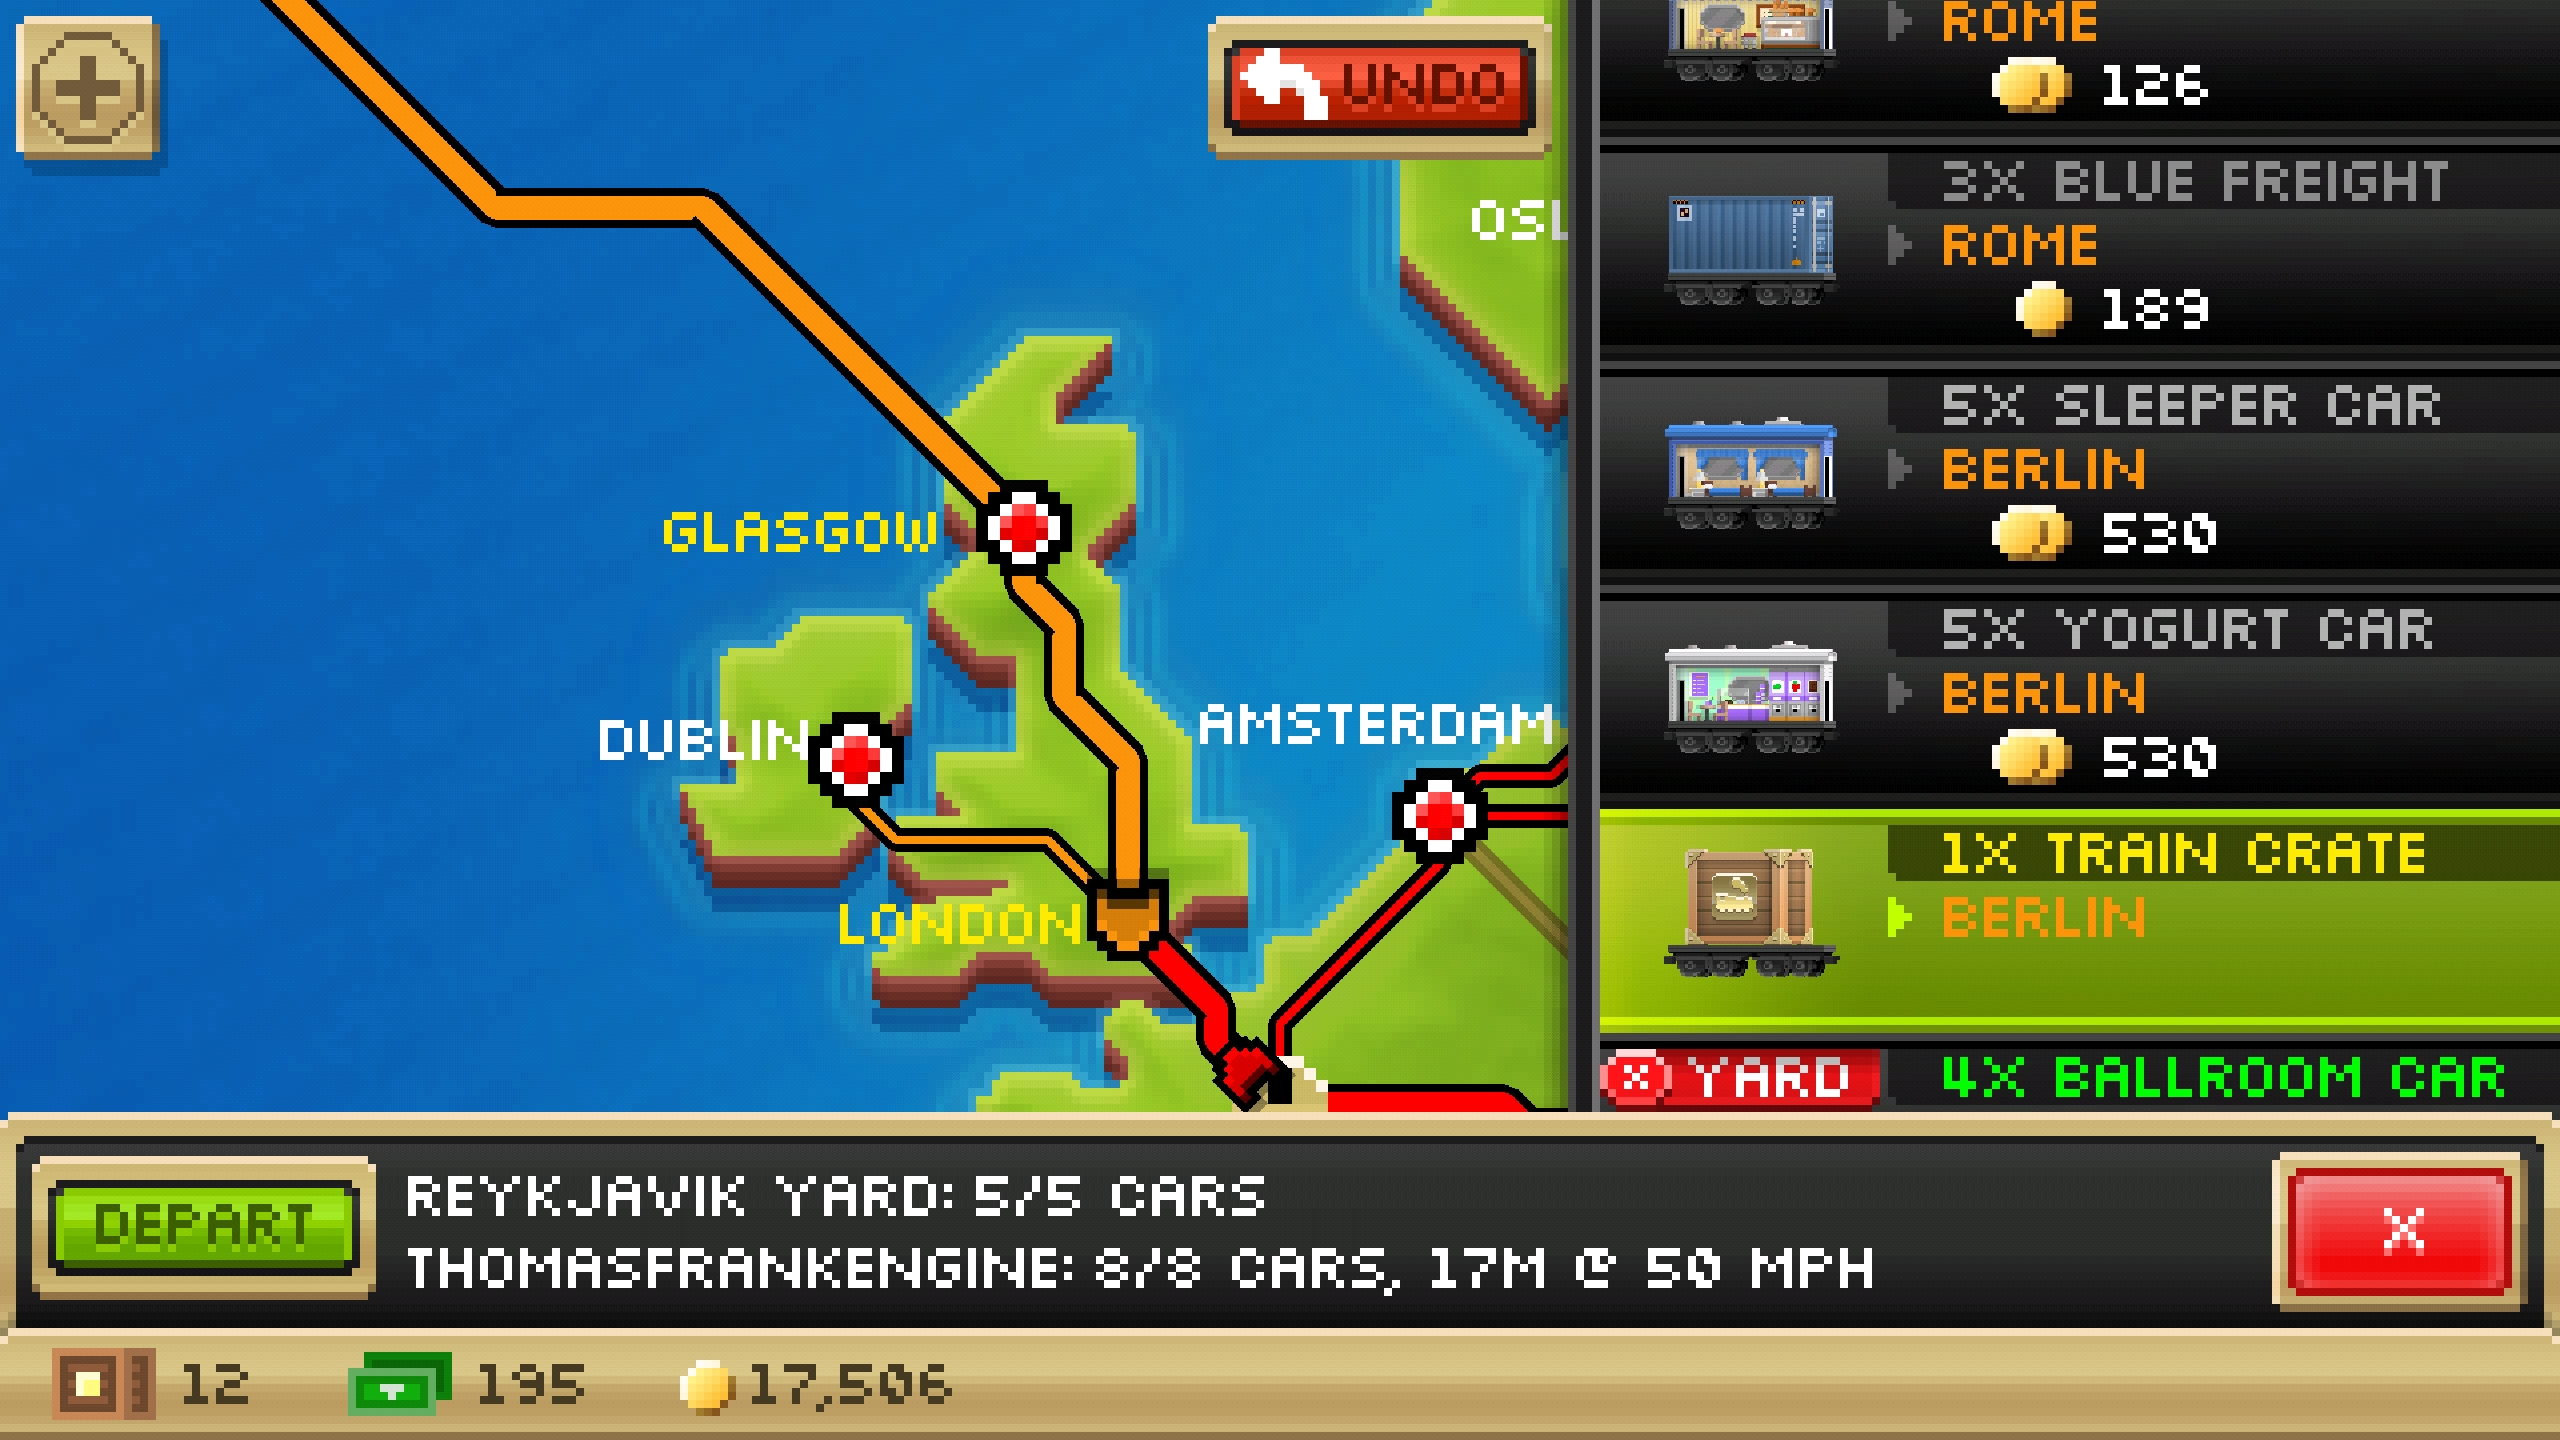 UNDO
OSL
GLASGOW
DUBLIN
AMSTERDAM
LONDON
ROME
126
3X BLUE FREIGHT
ROME
189
5X SLEEPER CAR
BERLIN
530
5X YOGURT CAR
BERLIN
530
1X TRAIN CRATE
BERLIN
X YARD
4X BALLROOM CAR
DEPART
REYKJAVIK YARD: 5/5 CARS
THOMASFRANKENGINE: 8/8 CARS, 17M @ 50 MPH
X
12
195
17,506